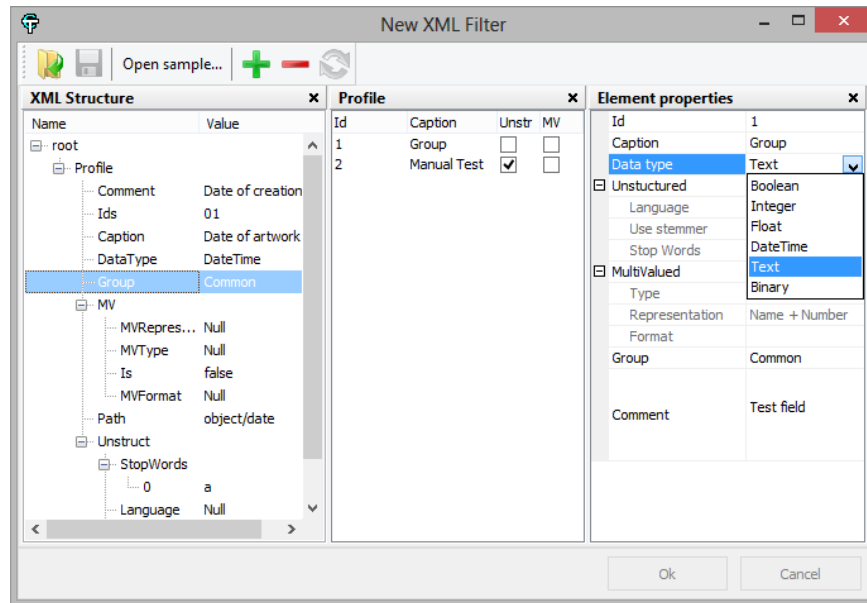 New XML Filter
Open sample...
XML Structure
Name Value
root
Profile
Comment Date of creation
Ids 01
Caption Date of artwork
DataType DateTime
Group Common
MV
MVRepres... Null
MVType Null
Is false
MVFormat Null
Path object/date
Unstruct
StopWords
0 a
Language Null
Profile
Id Caption Unstr MV
1 Group
2 Manual Test
Element properties
Id 1
Caption Group
Data type Text
Boolean
Integer
Float
DateTime
Text
Binary
Unstuctured
Language
Use stemmer
Stop Words
MultiValued
Type
Representation Name + Number
Format
Group Common
Comment Test field
Ok Cancel